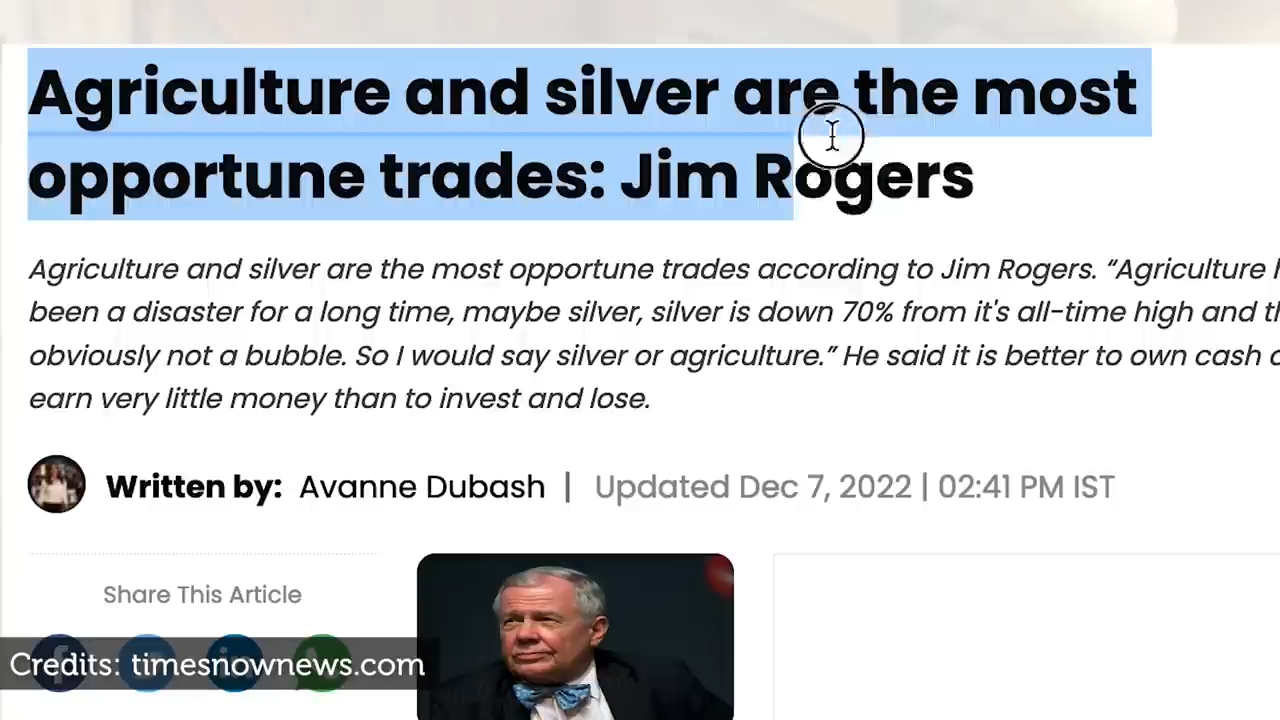 Agriculture and silver are the most
opportune trades: Jim Rogers
Agriculture and silver are the most opportune trades according to Jim Rogers. “Agriculture
been a disaster for a long time, maybe silver, silver is down 70% from it's all-time high and
obviously not a bubble. So I would say silver or agriculture.” He said it is better to own cash
earn very little money than to invest and lose.
Written by: Avanne Dubash | Updated Dec 7, 2022 | 02:41 PM IST
Share This Article
Credits: timesnownews.com